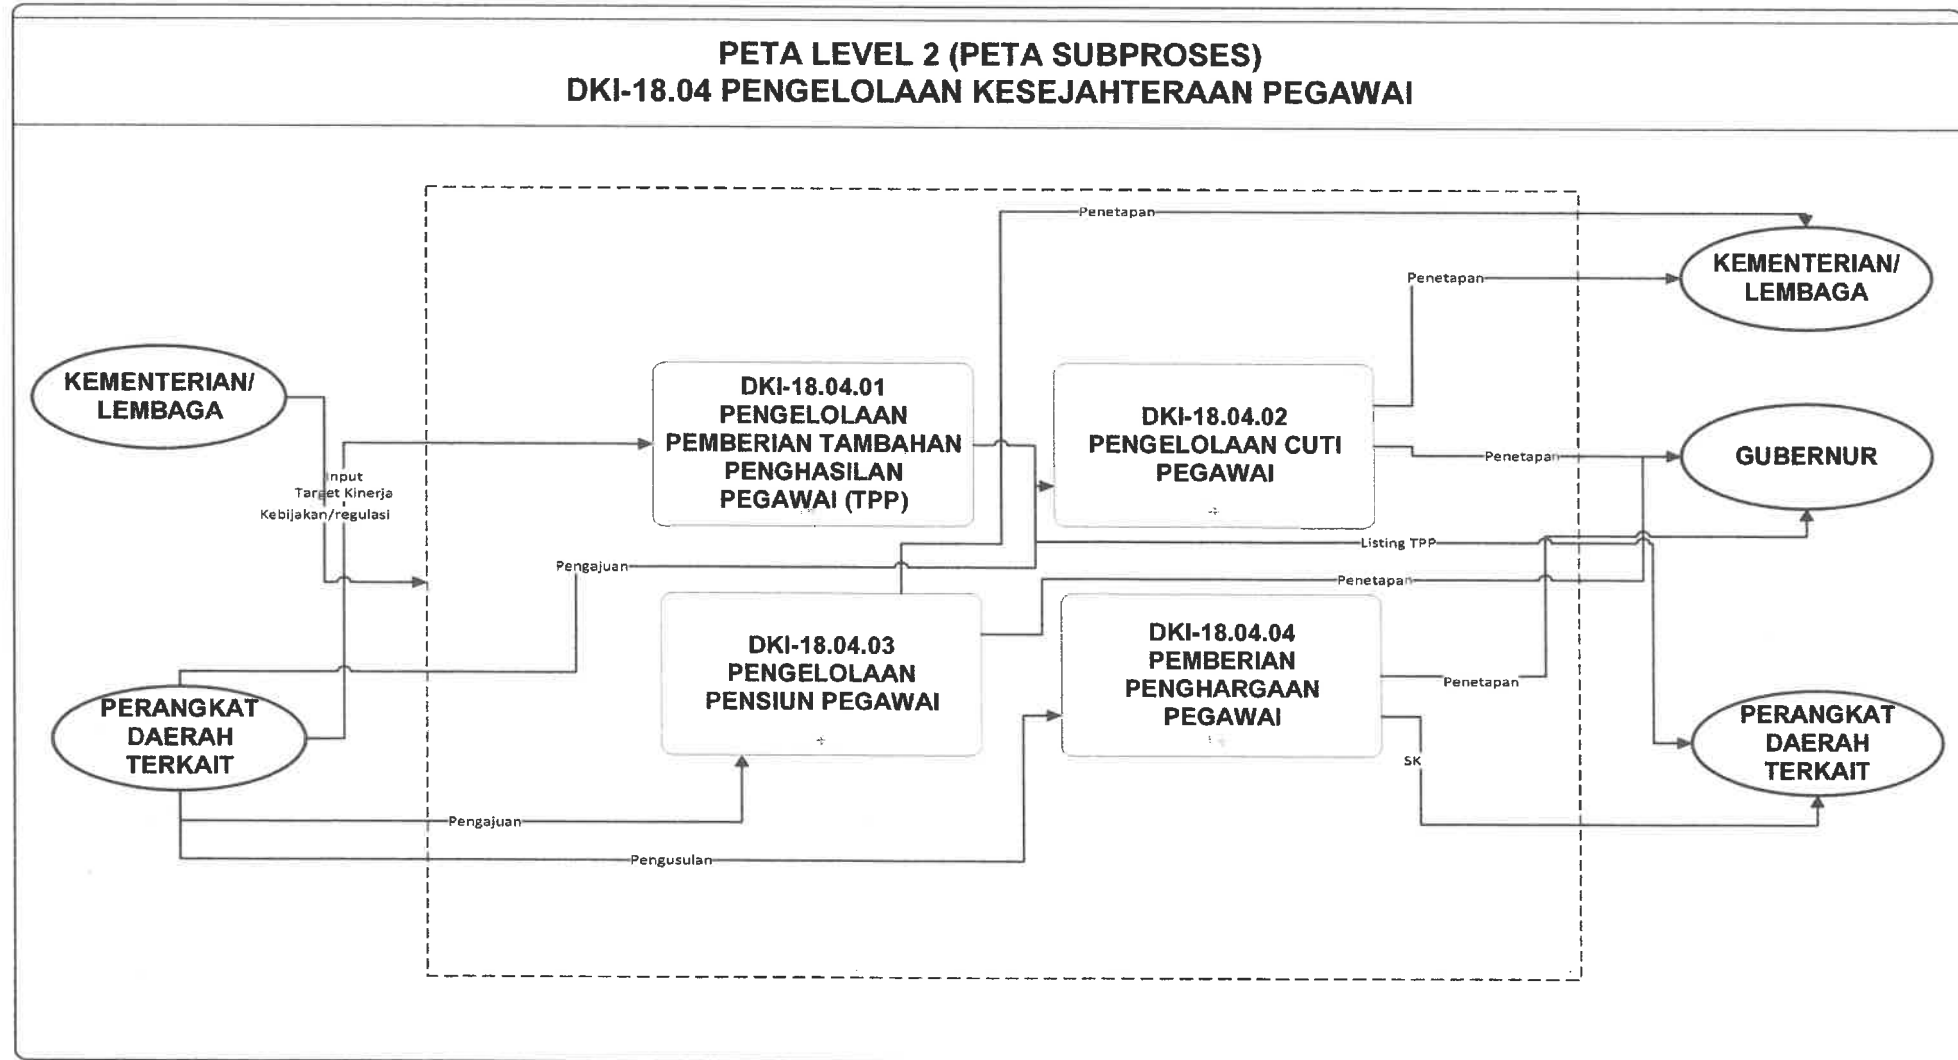 PETA LEVEL 2 (PETA SUBPROSES)
DKI-18.04 PENGELOLAAN KESEJAHTERAAN PEGAWAI
Penetapan
KEMENTERIAN/
LEMBAGA
Penetapan
KEMENTERIAN/
LEMBAGA
DKI-18.04.01
PENGELOLAAN
PEMBERIAN TAMBAHAN
PENGHASILAN
PEGAWAI (TPP)
DKI-18.04.02
PENGELOLAAN CUTI
PEGAWAI
Penetapan
GUBERNUR
Input
Target Kinerja
Kebijakan/regulasi
Listing TPP
Pengajuan
Penetapan
DKI-18.04.03
PENGELOLAAN
PENSIUN PEGAWAI
DKI-18.04.04
PEMBERIAN
PENGHARGAAN
PEGAWAI
Penetapan
PERANGKAT
DAERAH
TERKAIT
PERANGKAT
DAERAH
TERKAIT
SK
Pengajuan
Pengusulan